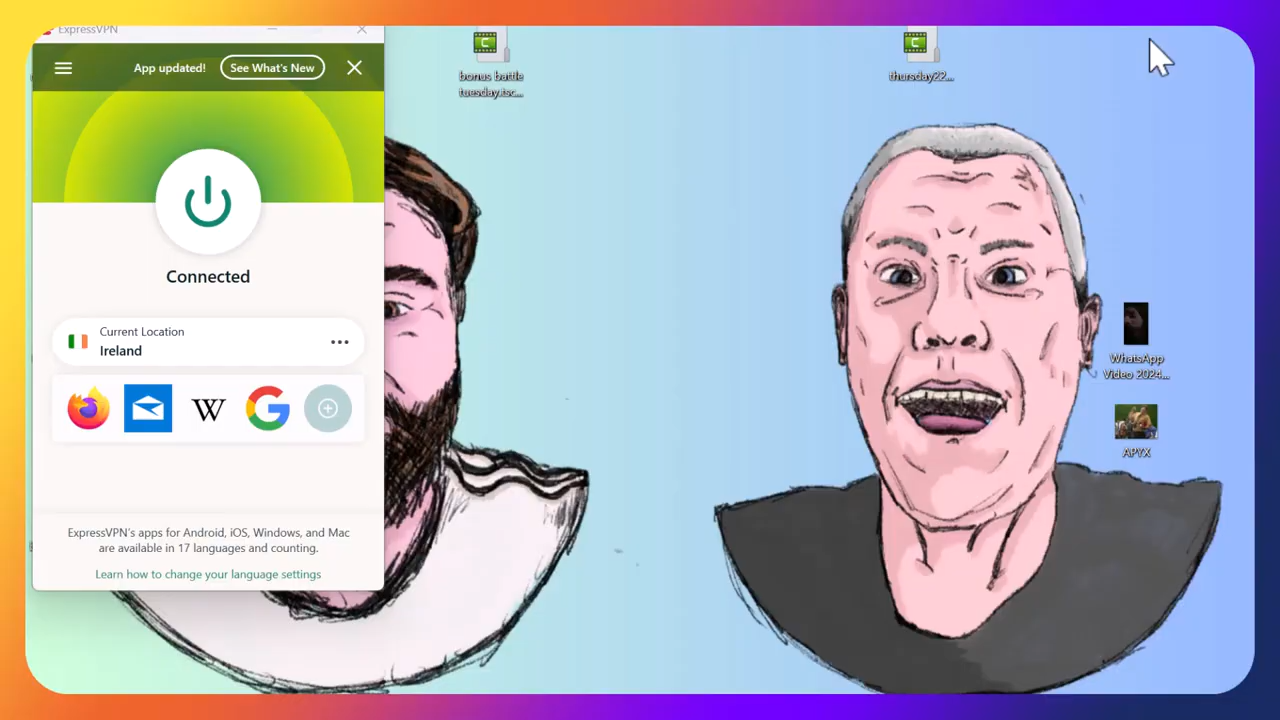 ExpressVPN
App updated!
See What's New
Connected
Current Location
Ireland
W
ExpressVPN's apps for Android, iOS, Windows, and Mac
are available in 17 languages and counting.
Learn how to change your language settings
bonus battle
tuesday.tsc...
thursday22...
WhatsApp
Video 2024...
APYX